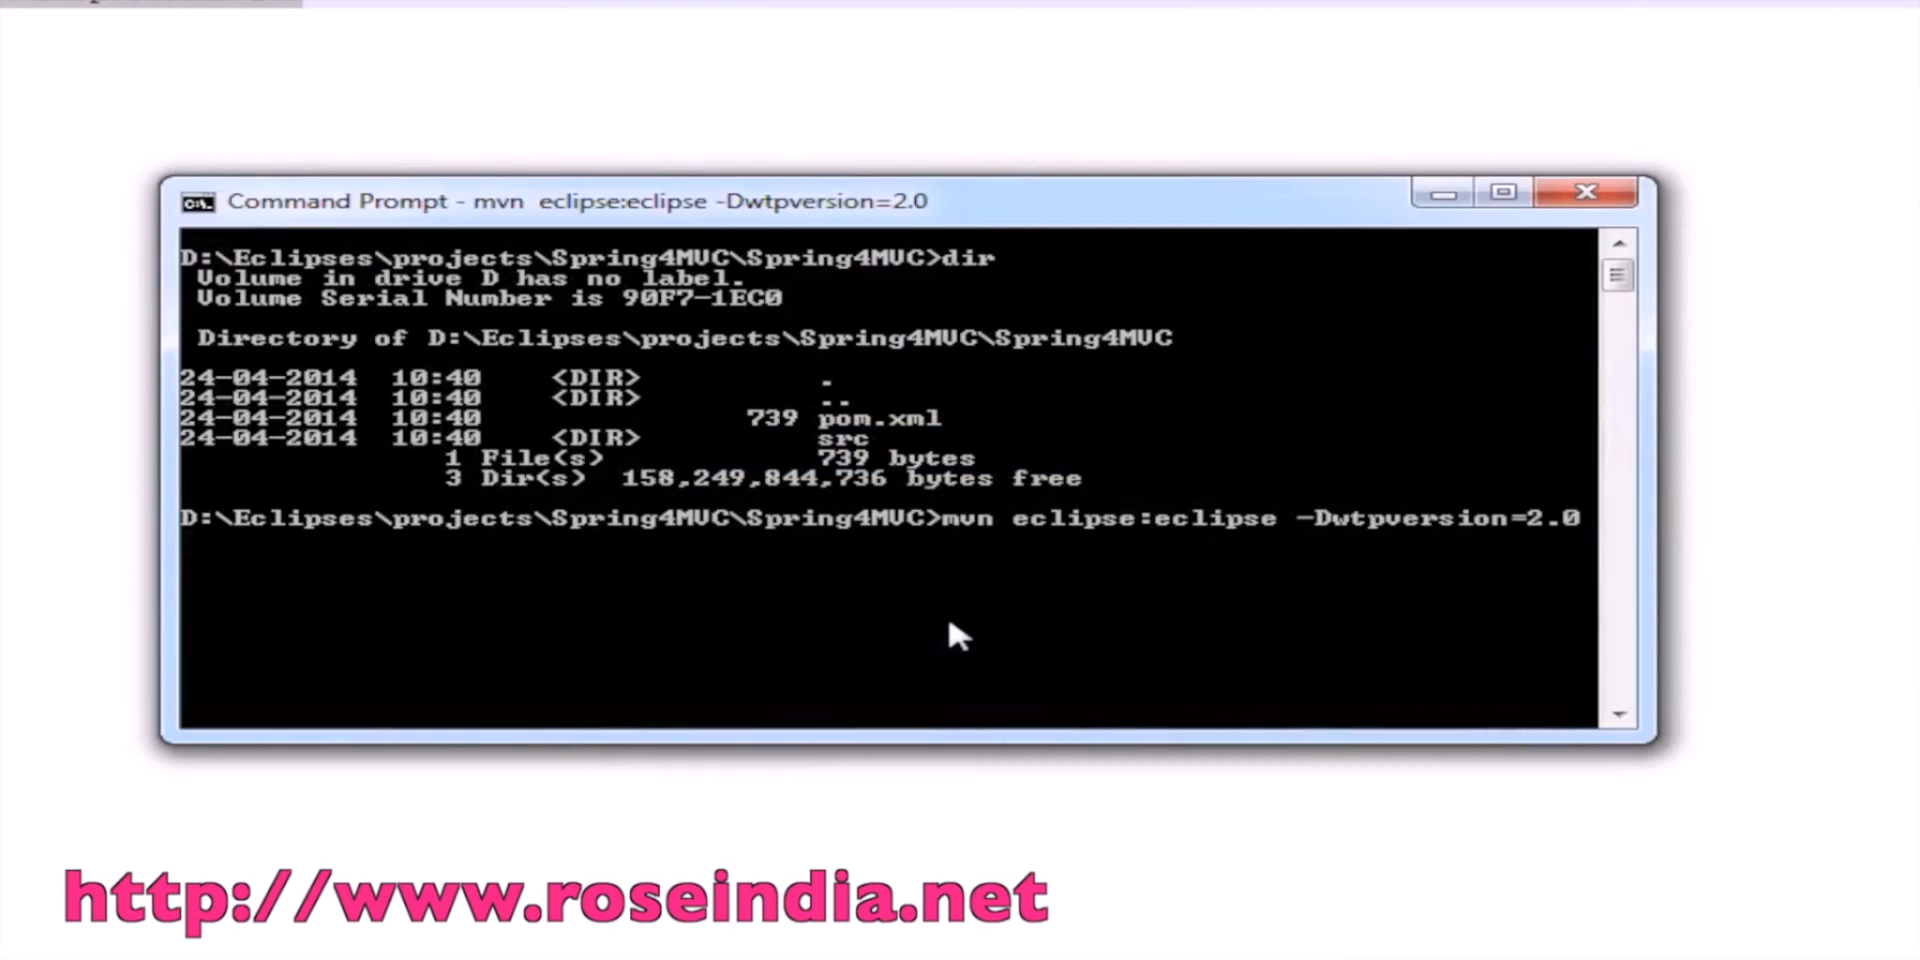 Command Prompt - mvn  eclipse:eclipse -Dwtpversion=2.0
D:\Eclipses\projects\Spring4MVC\Spring4MVC>dir
Volume in drive D has no label.
Volume Serial Number is 90F7-1EC0
Directory of D:\Eclipses\projects\Spring4MVC\Spring4MVC
24-04-2014  10:40    <DIR>          .
24-04-2014  10:40    <DIR>          ..
24-04-2014  10:40               739 pom.xml
24-04-2014  10:40    <DIR>          src
1 File(s)            739 bytes
3 Dir(s)  158,249,844,736 bytes free
D:\Eclipses\projects\Spring4MVC\Spring4MVC>mvn eclipse:eclipse -Dwtpversion=2.0
http://www.roseindia.net